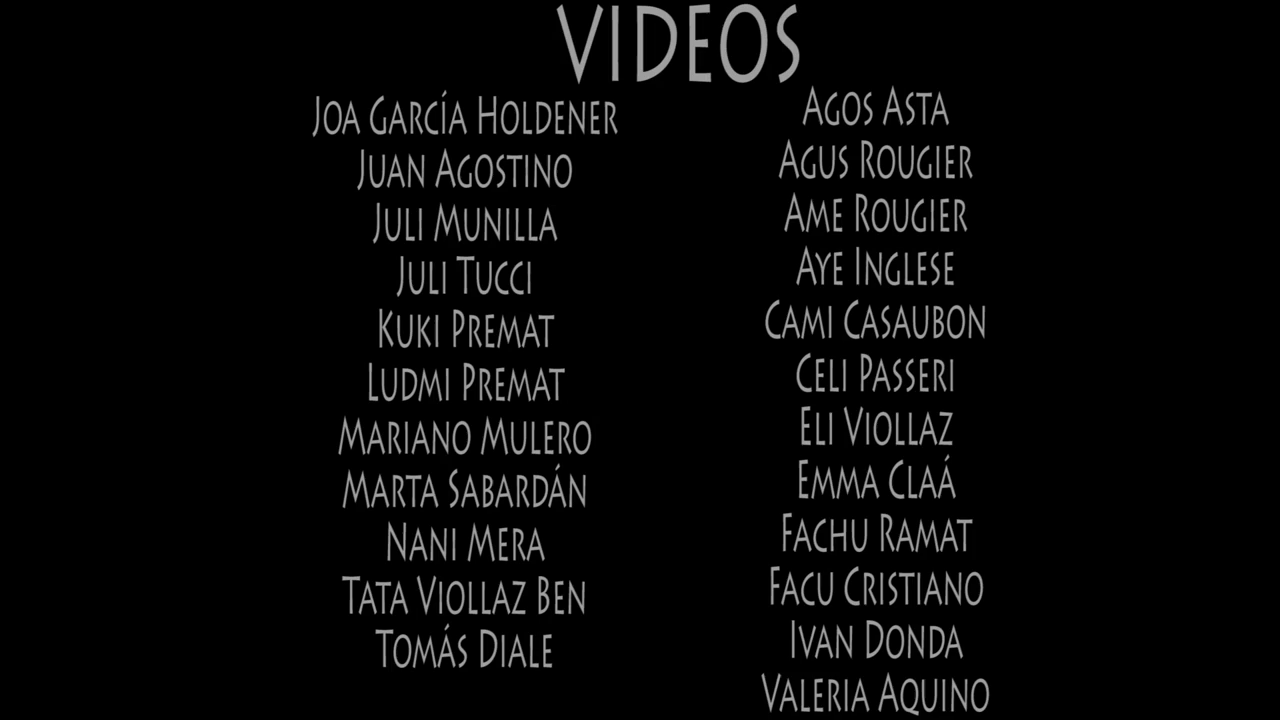 VIDEOS
JOA GARCÍA HOLDENER
JUAN AGOSTINO
JULI MUNILLA
JULI TUCCI
KUKI PREMAT
LUDMI PREMAT
MARIANO MULERO
MARTA SABARDÁN
NANI MERA
TATA VIOLLAZ BEN
TOMÁS DIALE
AGOS ASTA
AGUS ROUGIER
AME ROUGIER
AYE INGLESE
CAMI CASAUBON
CELI PASSERI
ELI VIOLLAZ
EMMA CLAÁ
FACHU RAMAT
FACU CRISTIANO
IVAN DONDA
VALERIA AQUINO